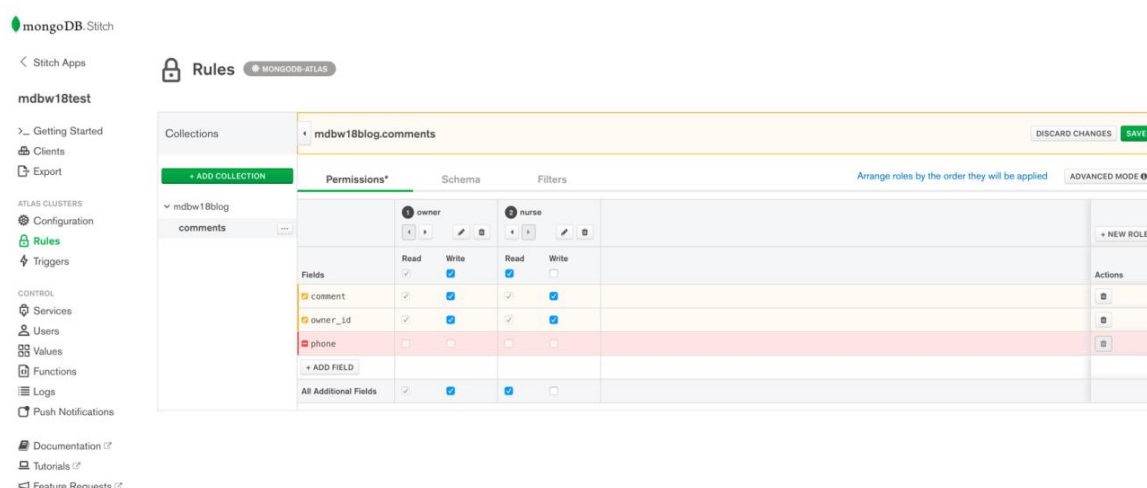 mongoDB. Stitch
Stitch Apps
mdbw18test
>_ Getting Started
Clients
Export
ATLAS CLUSTERS
Configuration
Rules
Triggers
CONTROL
Services
Users
Values
Functions
Logs
Push Notifications
Documentation
Tutorials
Feature Requests
Rules MONGODB-ATLAS
Collections
+ ADD COLLECTION
mdbw18blog
comments
mdbw18blog.comments
DISCARD CHANGES SAVE
Permissions* Schema Filters
Arrange roles by the order they will be applied ADVANCED MODE
1 owner 2 nurse
+ NEW ROLE
Read Write Read Write
Fields Actions
comment
owner_id
phone
+ ADD FIELD
All Additional Fields